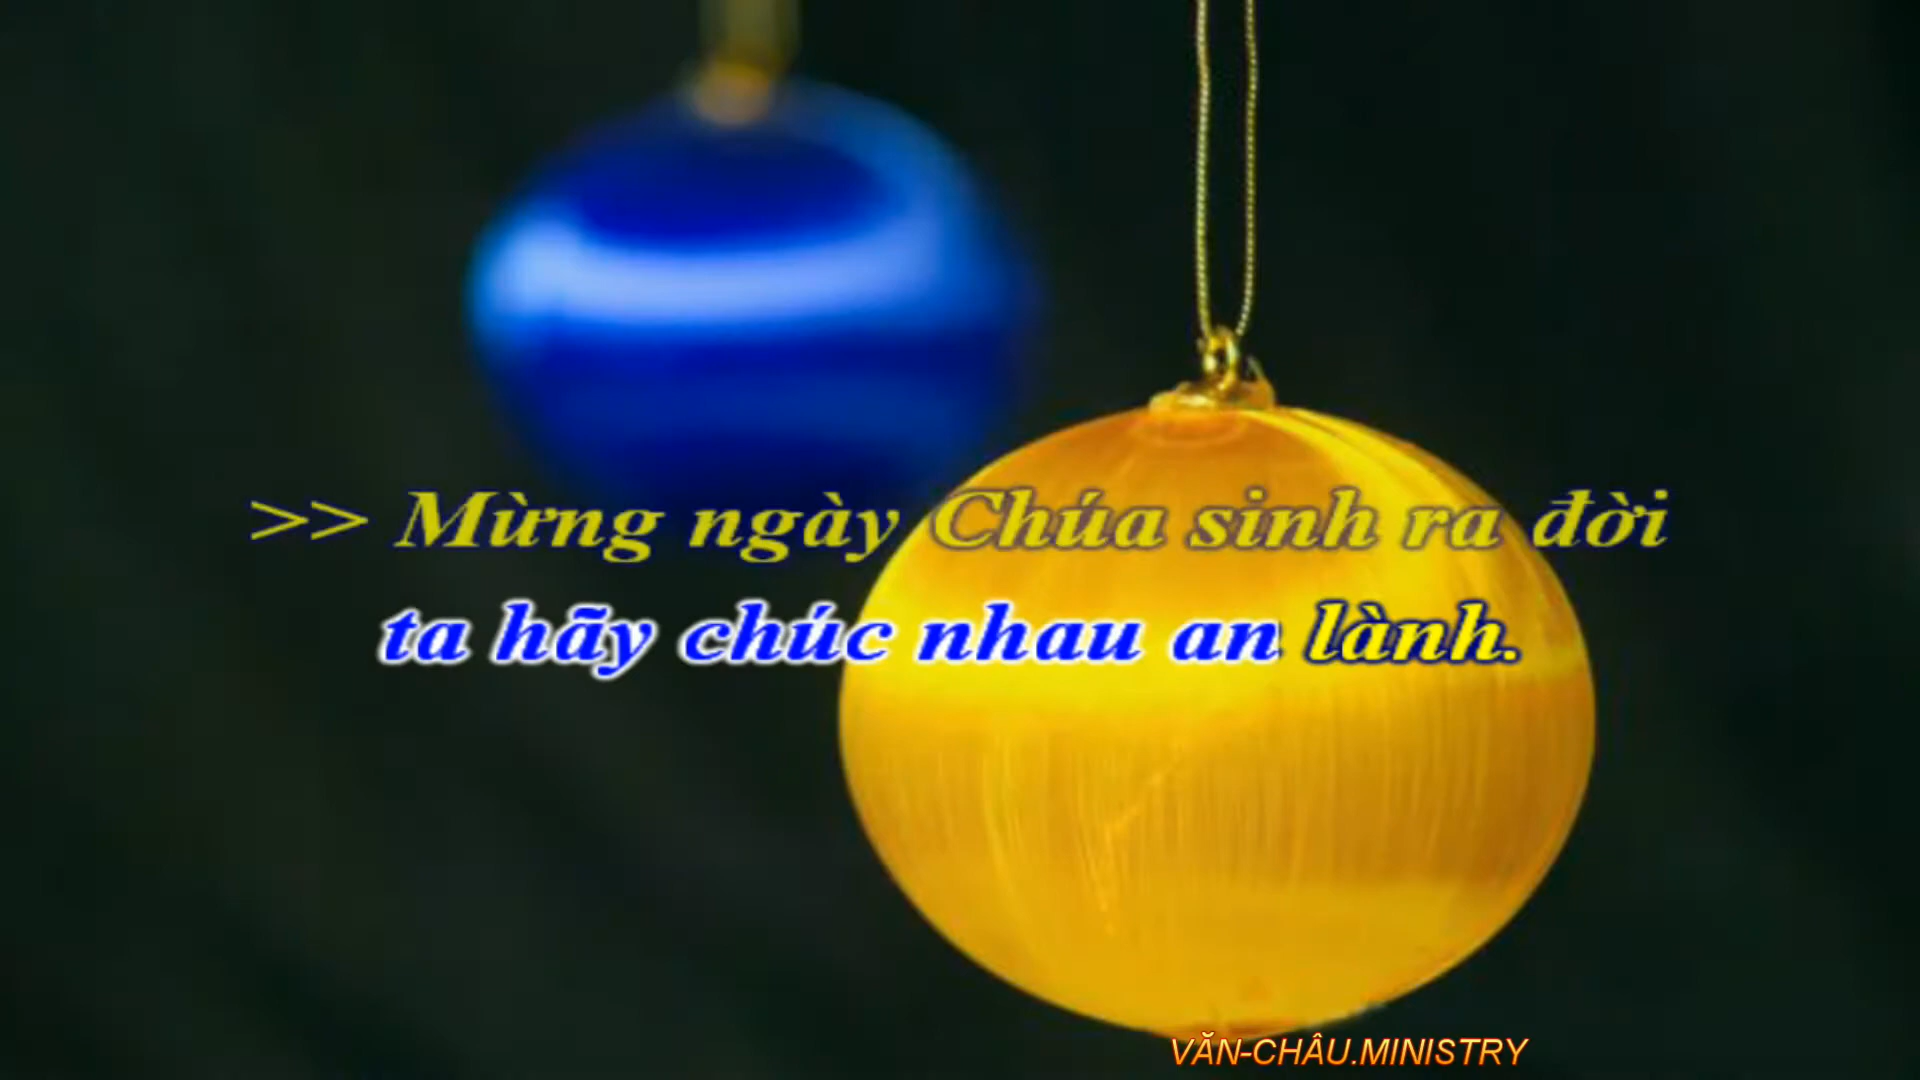 >> Mừng ngày Chúa sinh ra đời
ta hãy chúc nhau an lành.
VĂN-CHÂU.MINISTRY